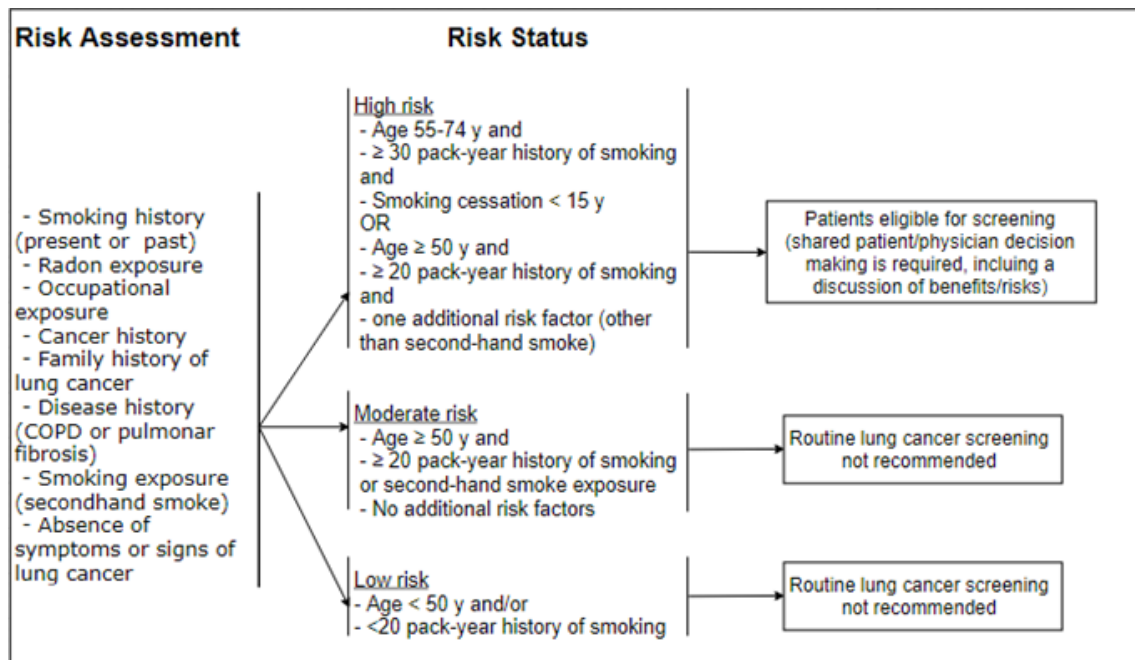 Risk Assessment
Risk Status
- Smoking history
(present or past)
- Radon exposure
- Occupational
exposure
- Cancer history
- Family history of
lung cancer
- Disease history
(COPD or pulmonar
fibrosis)
- Smoking exposure
(secondhand smoke)
- Absence of
symptoms or signs of
lung cancer
High risk
- Age 55-74 y and
- ≥ 30 pack-year history of smoking
and
- Smoking cessation < 15 y
OR
- Age ≥ 50 y and
- ≥ 20 pack-year history of smoking
and
- one additional risk factor (other
than second-hand smoke)
Patients eligible for screening
(shared patient/physician decision
making is required, incluing a
discussion of benefits/risks)
Moderate risk
- Age ≥ 50 y and
- ≥ 20 pack-year history of smoking
or second-hand smoke exposure
- No additional risk factors
Routine lung cancer screening
not recommended
Low risk
- Age < 50 y and/or
- <20 pack-year history of smoking
Routine lung cancer screening
not recommended